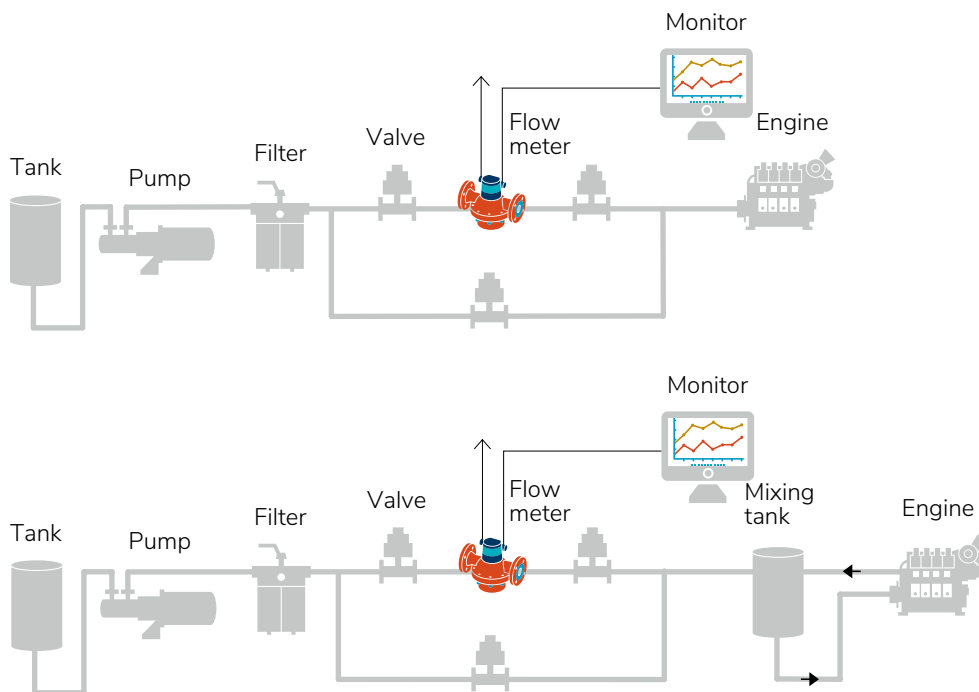 Monitor
Engine
Flow
meter
Valve
Filter
Tank
Pump
Monitor
Mixing
tank
Engine
Flow
meter
Valve
Filter
Tank
Pump